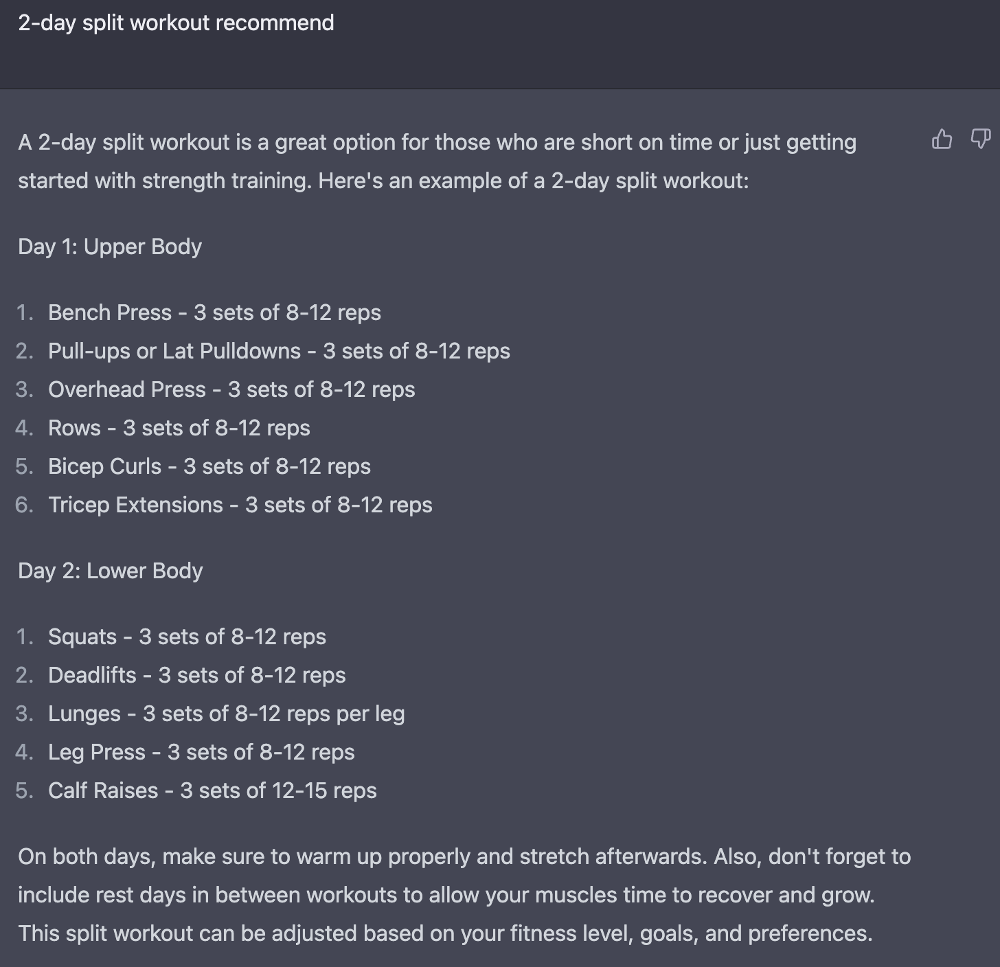 2-day split workout recommend
A 2-day split workout is a great option for those who are short on time or just getting
started with strength training. Here's an example of a 2-day split workout:
Day 1: Upper Body
1. Bench Press - 3 sets of 8-12 reps
2. Pull-ups or Lat Pulldowns - 3 sets of 8-12 reps
3. Overhead Press - 3 sets of 8-12 reps
4. Rows - 3 sets of 8-12 reps
5. Bicep Curls - 3 sets of 8-12 reps
6. Tricep Extensions - 3 sets of 8-12 reps
Day 2: Lower Body
1. Squats - 3 sets of 8-12 reps
2. Deadlifts - 3 sets of 8-12 reps
3. Lunges - 3 sets of 8-12 reps per leg
4. Leg Press - 3 sets of 8-12 reps
5. Calf Raises - 3 sets of 12-15 reps
On both days, make sure to warm up properly and stretch afterwards. Also, don't forget to
include rest days in between workouts to allow your muscles time to recover and grow.
This split workout can be adjusted based on your fitness level, goals, and preferences.